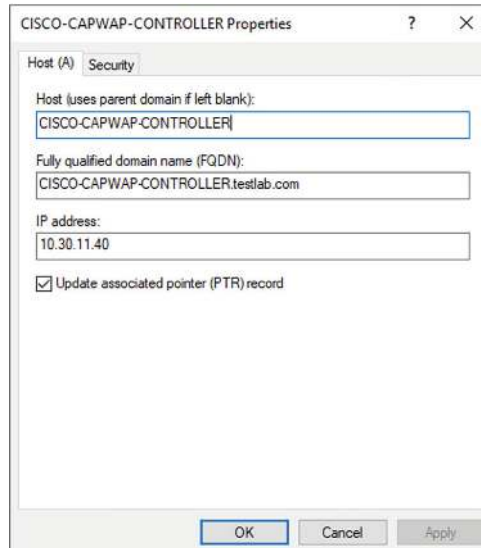 CISCO-CAPWAP-CONTROLLER Properties ? ×
Host (A) Security
Host (uses parent domain if left blank):
CISCO-CAPWAP-CONTROLLER
Fully qualified domain name (FQDN):
CISCO-CAPWAP-CONTROLLER.testlab.com
IP address:
10.30.11.40
Update associated pointer (PTR) record
OK Cancel Apply